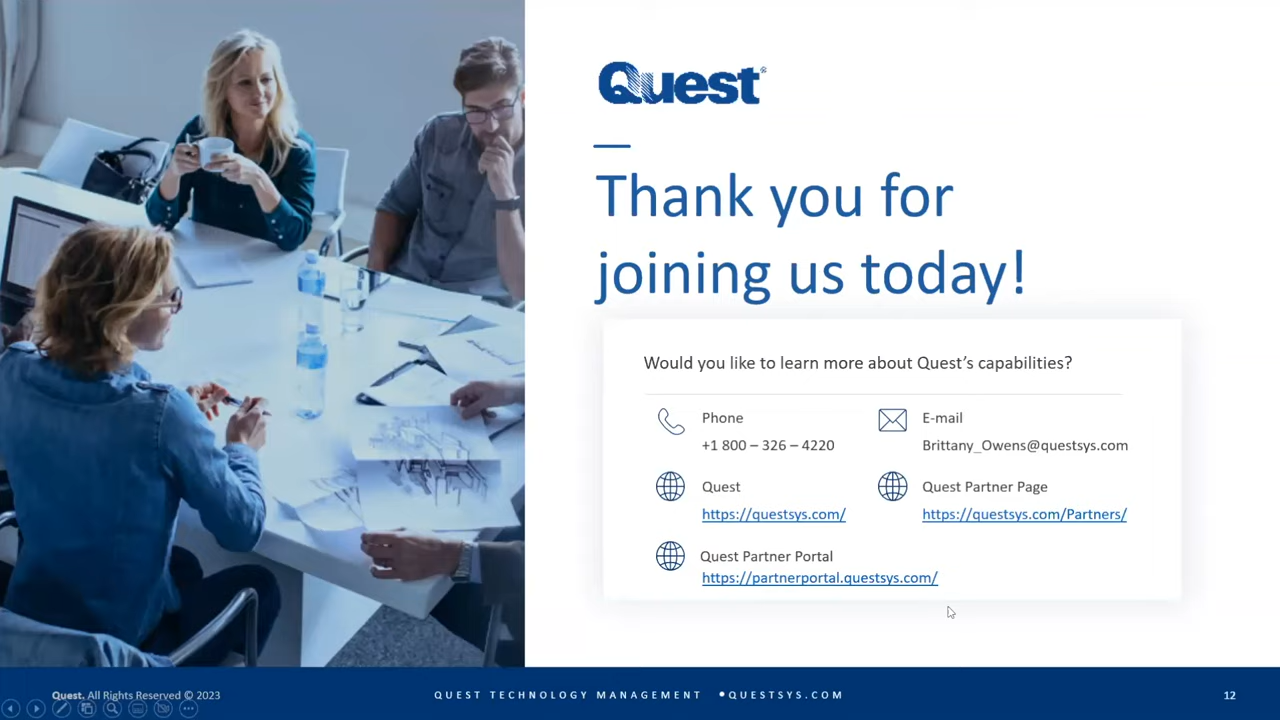 Quest®
Thank you for
joining us today!
Would you like to learn more about Quest's capabilities?
Phone
+1 800 – 326 – 4220
E-mail
Brittany_Owens@questsys.com
Quest
https://questsys.com/
Quest Partner Page
https://questsys.com/Partners/
Quest Partner Portal
https://partnerportal.questsys.com/
Quest. All Rights Reserved © 2023
QUEST TECHNOLOGY MANAGEMENT •QUESTSYS.COM
12